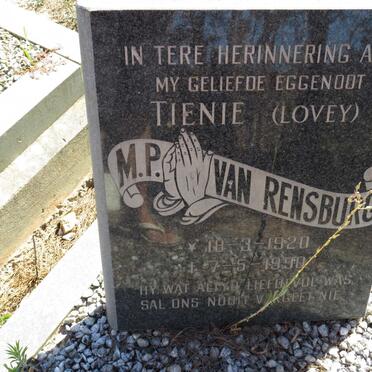 IN TERE HERINNERING A
MY GELIEFDE EGGENOOT
TIENIE (LOVEY)
M.P. VAN RENSBURG
* 18-3-1920
† 7-5-1990
HY WAT ALTYD LIEFDEVOL WAS
SAL ONS NOOIT VERGEET NIE